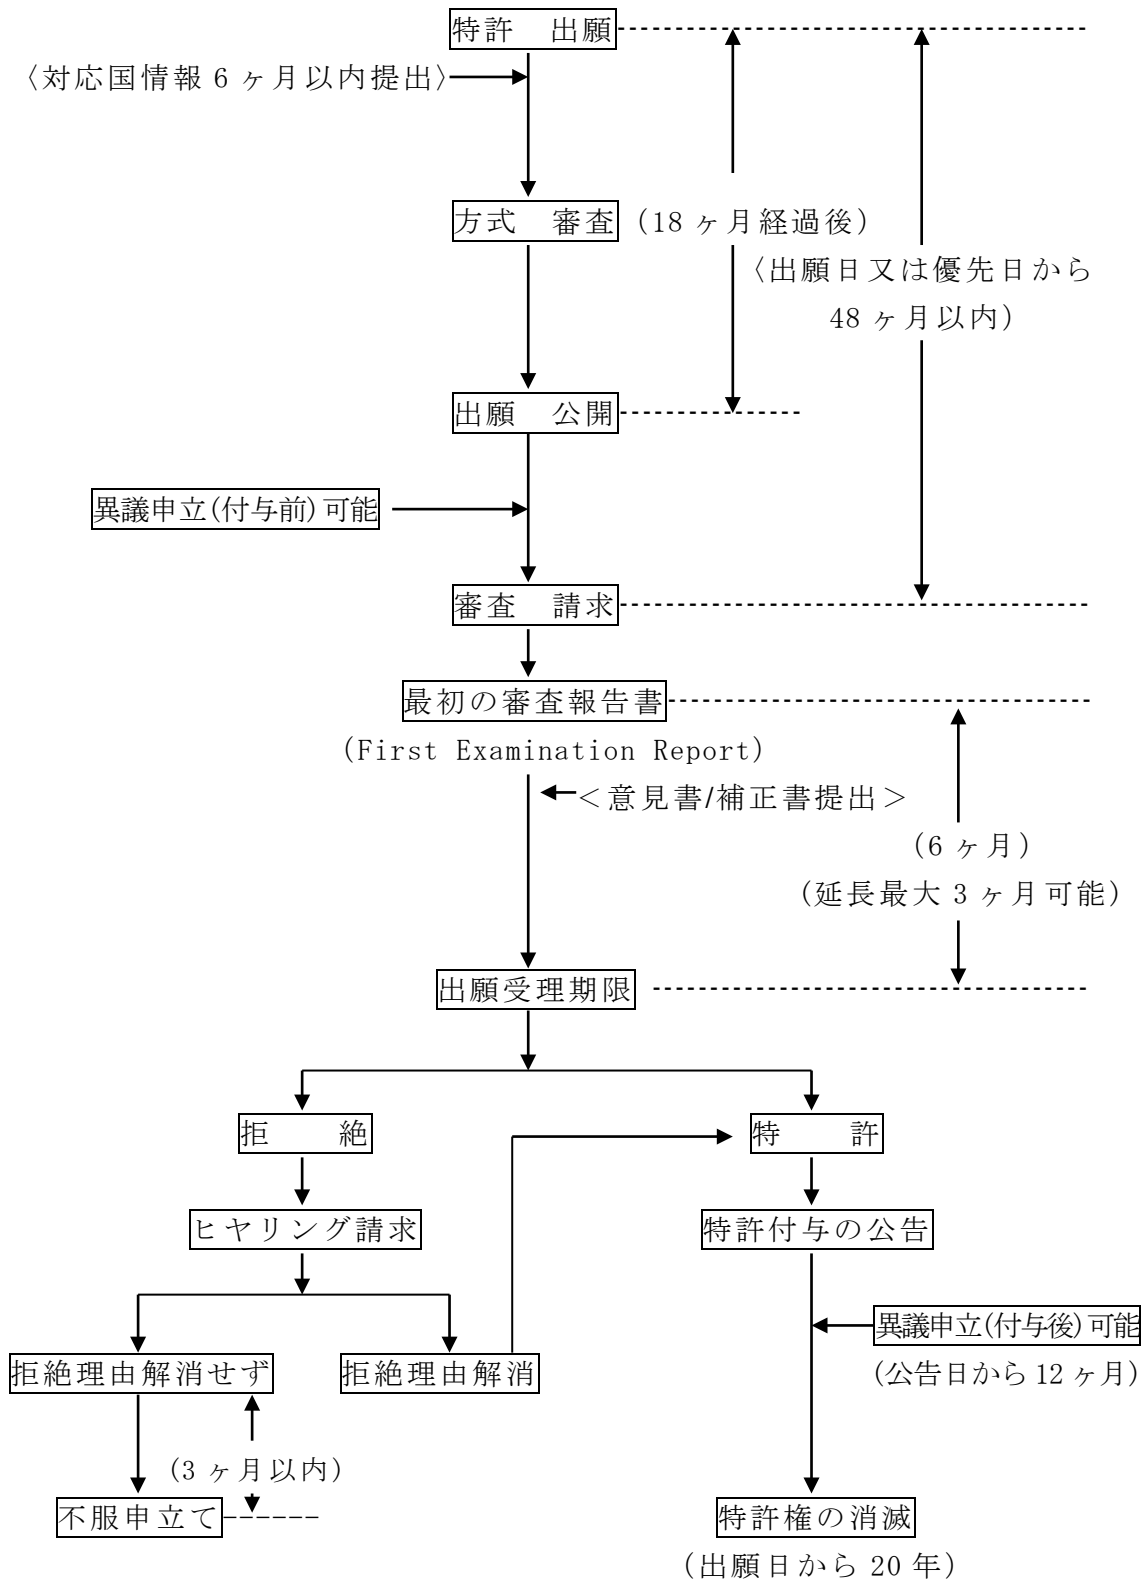 特許　出願
〈対応国情報 6 ヶ月以内提出〉
方式　審査
(18 ヶ月経過後)
〈出願日又は優先日から
48 ヶ月以内)
出願　公開
異議申立(付与前)可能
審査　請求
最初の審査報告書
(First Examination Report)
＜意見書/補正書提出＞
(6 ヶ月)
(延長最大 3 ヶ月可能)
出願受理期限
拒　　絶
特　　許
ヒヤリング請求
特許付与の公告
異議申立(付与後)可能
(公告日から 12 ヶ月)
拒絶理由解消せず
拒絶理由解消
(3 ヶ月以内)
不服申立て
特許権の消滅
(出願日から 20 年)